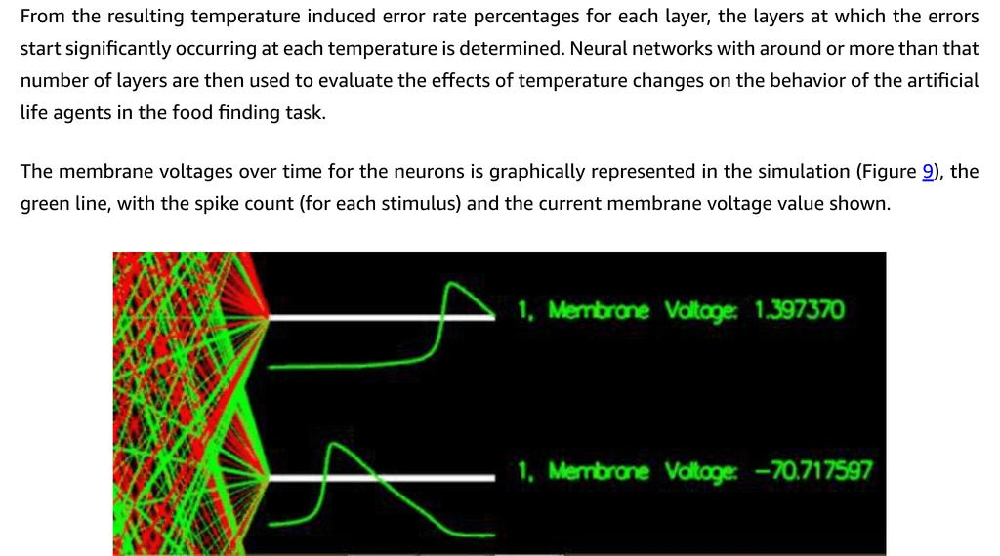 From the resulting temperature induced error rate percentages for each layer, the layers at which the errors
start significantly occurring at each temperature is determined. Neural networks with around or more than that
number of layers are then used to evaluate the effects of temperature changes on the behavior of the artificial
life agents in the food finding task.
The membrane voltages over time for the neurons is graphically represented in the simulation (Figure 9), the
green line, with the spike count (for each stimulus) and the current membrane voltage value shown.
1, Membrane Voltage: 1.397370
1, Membrane Voltage: -70.717597